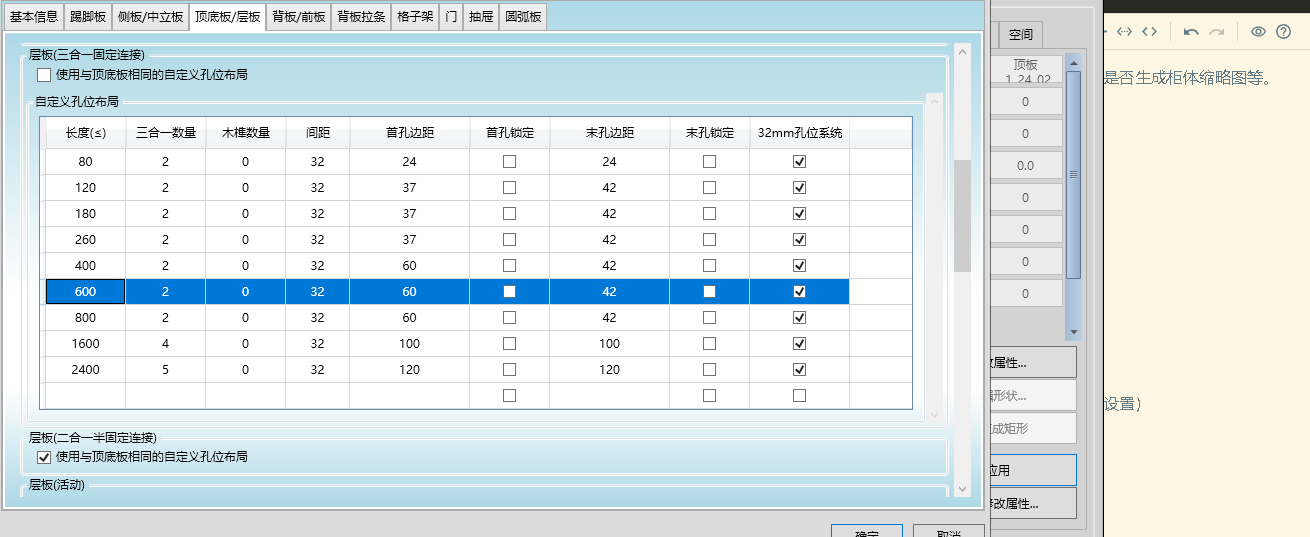 基本信息 踢脚板 侧板/中立板 顶底板/层板 背板/前板 背板拉条 格子架 门 抽屉 圆弧板
层板(三合一固定连接)
使用与顶底板相同的自定义孔位布局
自定义孔位布局
长度(≤) 三合一数量 木榫数量 间距 首孔边距 首孔锁定 末孔边距 末孔锁定 32mm孔位系统
80 2 0 32 24 24
120 2 0 32 37 42
180 2 0 32 37 42
260 2 0 32 37 42
400 2 0 32 60 42
600 2 0 32 60 42
800 2 0 32 60 42
1600 4 0 32 100 100
2400 5 0 32 120 120
层板(二合一半固定连接)
使用与顶底板相同的自定义孔位布局
层板(活动)
确定 取消
空间
顶板
1_24_02
0
0
0.0
0
0
0
0
改属性...
形状...
成矩形
应用
修改属性...
是否生成柜体缩略图等。
设置）